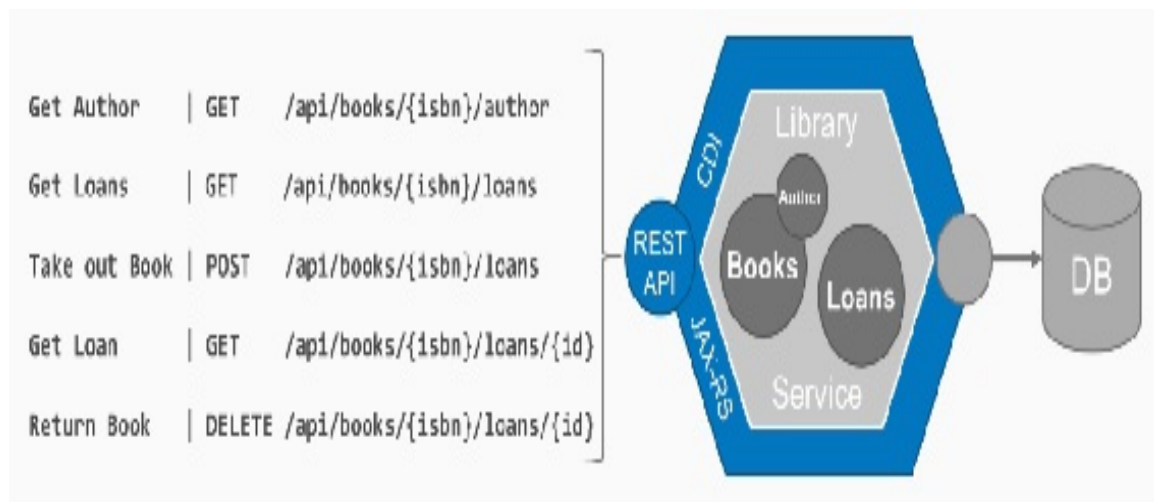 Get Author | GET /api/books/{isbn}/author
Get Loans | GET /api/books/{isbn}/loans
Take out Book | POST /api/books/{isbn}/loans
Get Loan | GET /api/books/{isbn}/loans/{id}
Return Book | DELETE /api/books/{isbn}/loans/{id}
REST
API
CDI
JAX-RS
Library
Author
Books
Loans
Service
DB